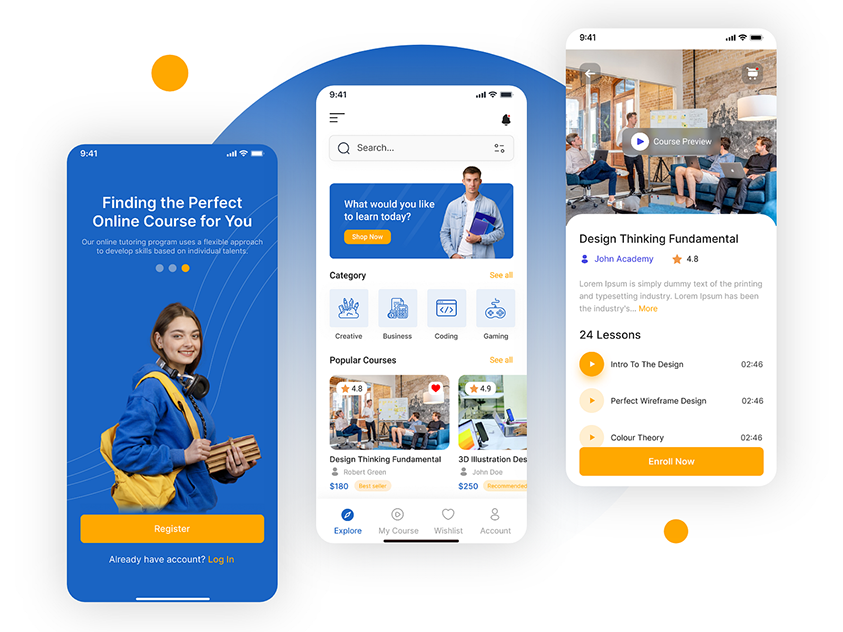 9:41
Finding the Perfect
Online Course for You
Our online tutoring program uses a flexible approach
to develop skills based on individual talents.
Register
Already have account? Log In
9:41
Search...
What would you like
to learn today?
Shop Now
Category
See all
Creative
Business
Coding
Gaming
Popular Courses
See all
4.8
4.9
Design Thinking Fundamental
3D Illustration Des
Robert Green
John Doe
$180
Best seller
$250
Recommended
Explore
My Course
Wishlist
Account
9:41
Course Preview
Design Thinking Fundamental
John Academy
4.8
Lorem Ipsum is simply dummy text of the printing
and typesetting industry. Lorem Ipsum has been
the industry's... More
24 Lessons
Intro To The Design
02:46
Perfect Wireframe Design
02:46
Colour Theory
02:46
Enroll Now